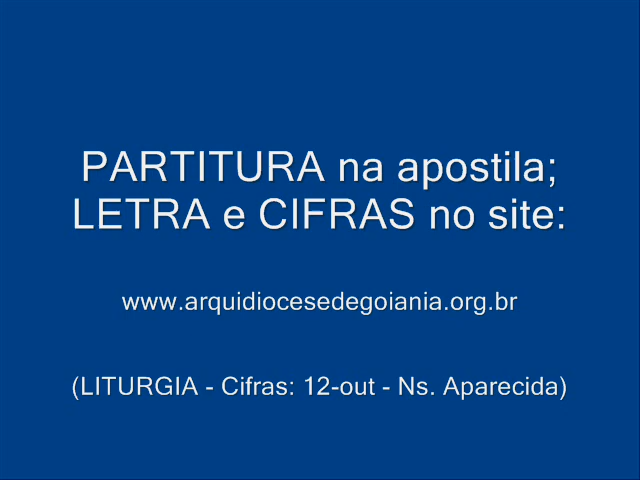 PARTITURA na apostila;
LETRA e CIFRAS no site:
www.arquidiocesedegoiania.org.br
(LITURGIA - Cifras: 12-out - Ns. Aparecida)